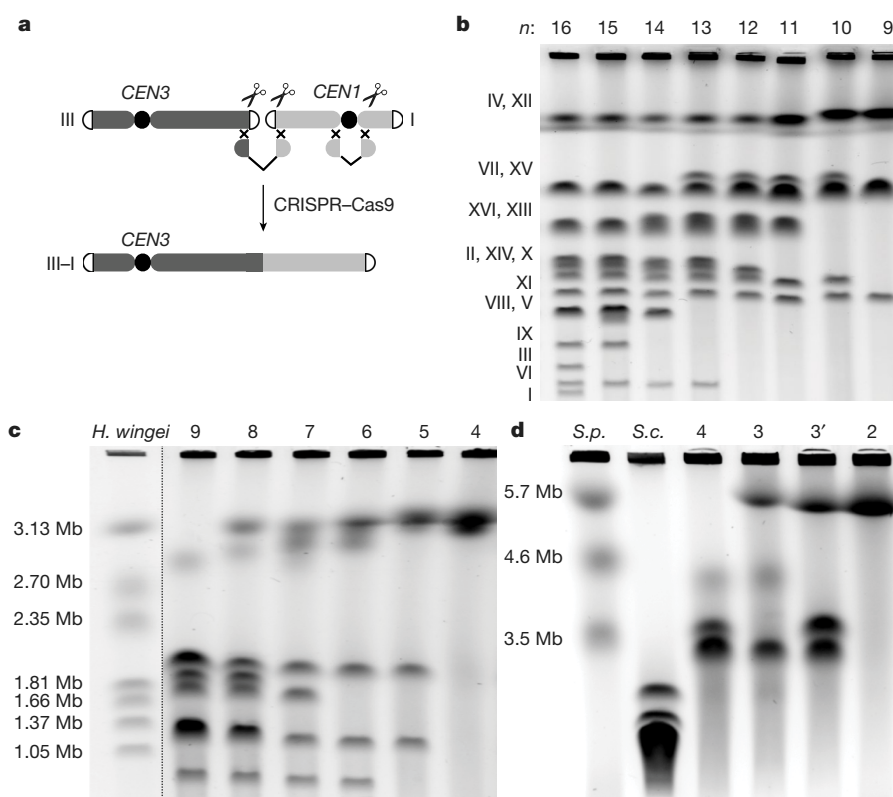 a
CEN3 CEN1
III I
CRISPR–Cas9
CEN3
III–I
b n: 16 15 14 13 12 11 10 9
IV, XII
VII, XV
XVI, XIII
II, XIV, X
XI
VIII, V
IX
III
VI
I
c H. wingei 9 8 7 6 5 4
3.13 Mb
2.70 Mb
2.35 Mb
1.81 Mb
1.66 Mb
1.37 Mb
1.05 Mb
d S.p. S.c. 4 3 3′ 2
5.7 Mb
4.6 Mb
3.5 Mb